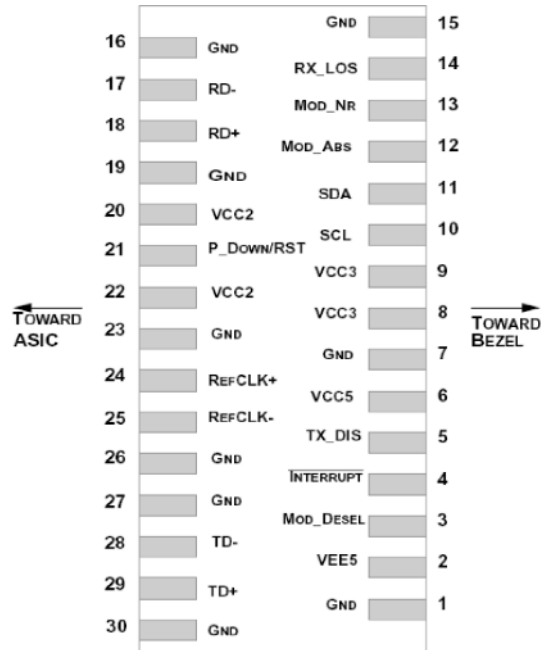 GND 15
16 GND
RX_LOS 14
17 RD-
MOD_NR 13
18 RD+
MOD_ABS 12
19 GND
SDA 11
20 VCC2
SCL 10
21 P_DOWN/RST
VCC3 9
22 VCC2
VCC3 8
TOWARD ASIC
TOWARD BEZEL
23 GND
GND 7
24 REFCLK+
VCC5 6
25 REFCLK-
TX_DIS 5
26 GND
INTERRUPT 4
27 GND
MOD_DESEL 3
28 TD-
VEE5 2
29 TD+
GND 1
30 GND